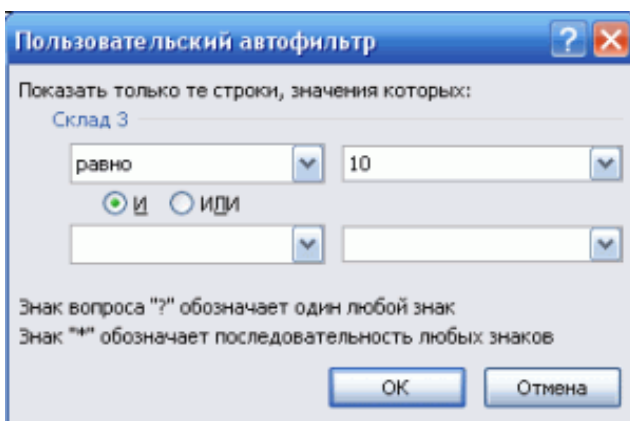 Пользовательский автофильтр
Показать только те строки, значения которых:
Склад 3
равно 10
И ИЛИ
Знак вопроса "?" обозначает один любой знак
Знак "*" обозначает последовательность любых знаков
ОК Отмена